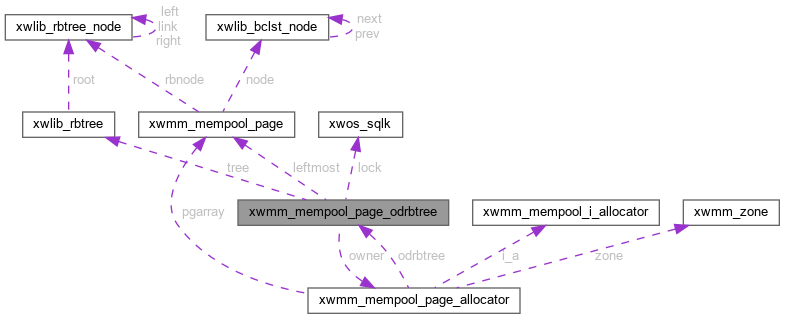 left
xwlib_rbtree_node
link
right
xwlib_bclst_node
next
prev
root
rbnode
node
xwlib_rbtree
xwmm_mempool_page
xwos_sqlk
tree
leftmost
lock
pgarray
xwmm_mempool_page_odrbtree
xwmm_mempool_i_allocator
xwmm_zone
owner
odrbtree
i_a
zone
xwmm_mempool_page_allocator